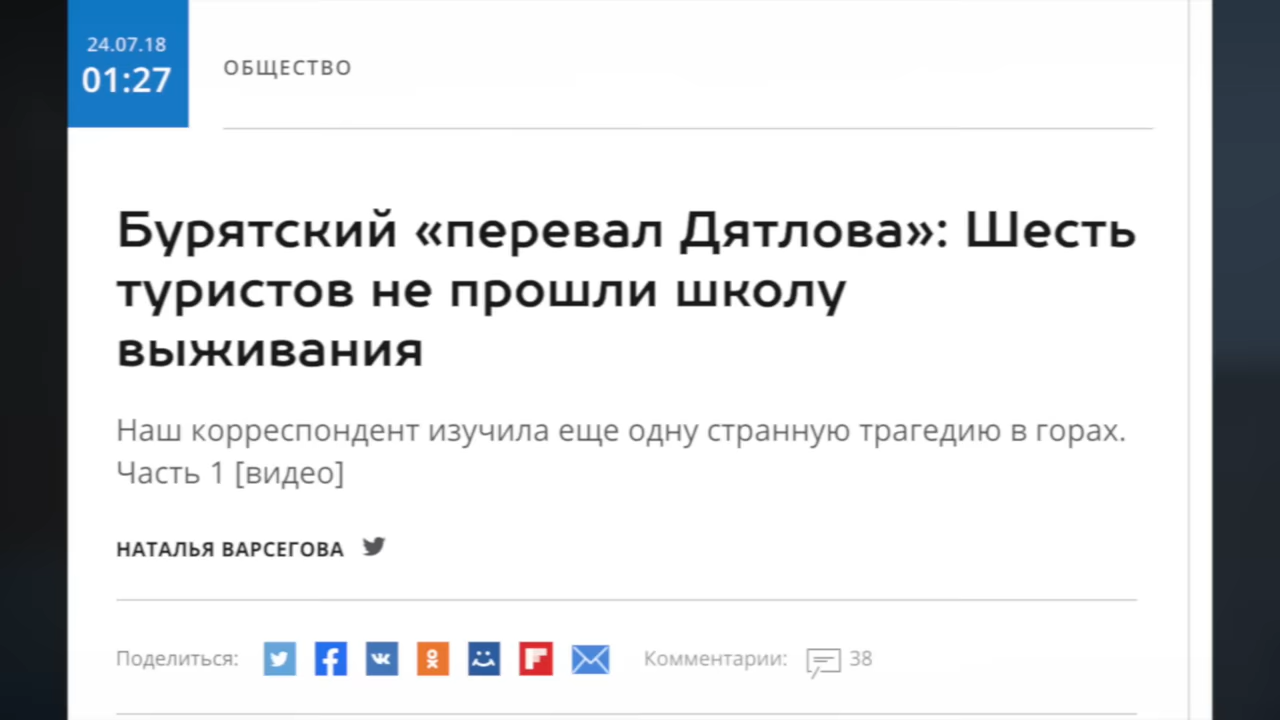 24.07.18
01:27
ОБЩЕСТВО
Бурятский «перевал Дятлова»: Шесть
туристов не прошли школу
выживания
Наш корреспондент изучила еще одну странную трагедию в горах.
Часть 1 [видео]
НАТАЛЬЯ ВАРСЕГОВА
Поделиться:
Комментарии: 38